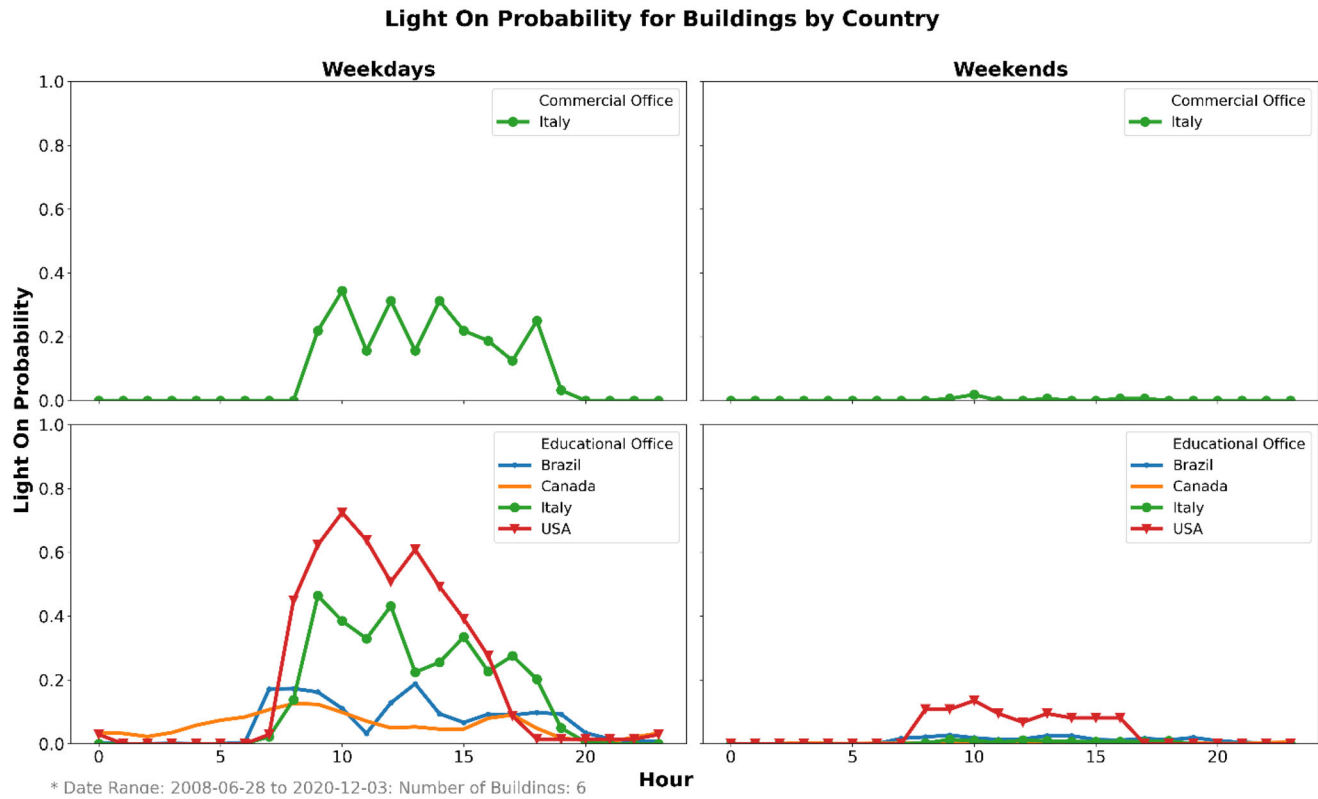 Light On Probability for Buildings by Country
Weekdays
Weekends
1.0
0.8
0.6
0.4
0.2
0.0
Commercial Office
Italy
Commercial Office
Italy
Light On Probability
1.0
0.8
0.6
0.4
0.2
0.0
Educational Office
Brazil
Canada
Italy
USA
Educational Office
Brazil
Canada
Italy
USA
0 5 10 15 20
0 5 10 15 20
Hour
* Date Range: 2008-06-28 to 2020-12-03; Number of Buildings: 6